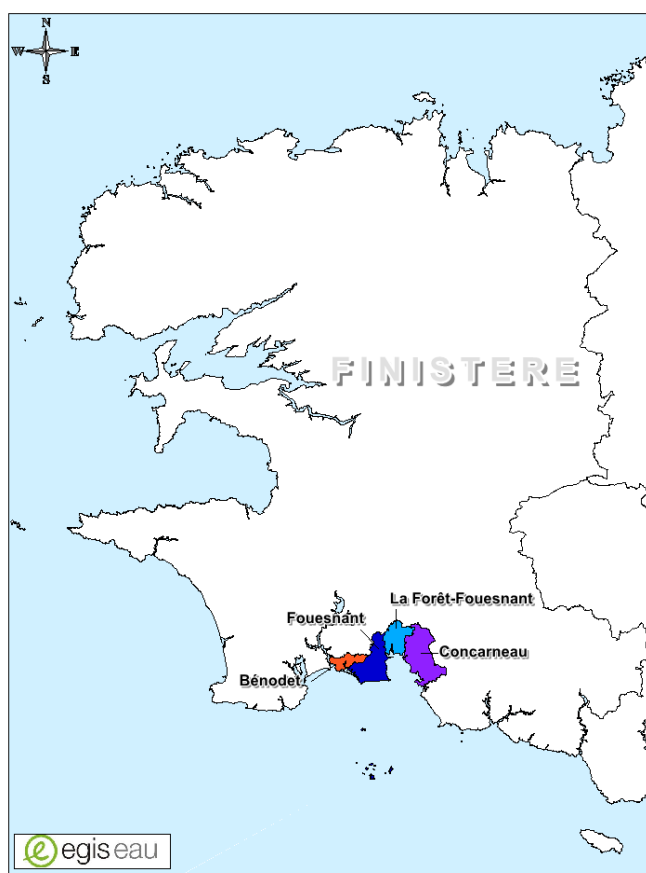 N
W E
S
FINISTERE
La Forêt-Fouesnant
Fouesnant
Concarneau
Bénodet
egis eau